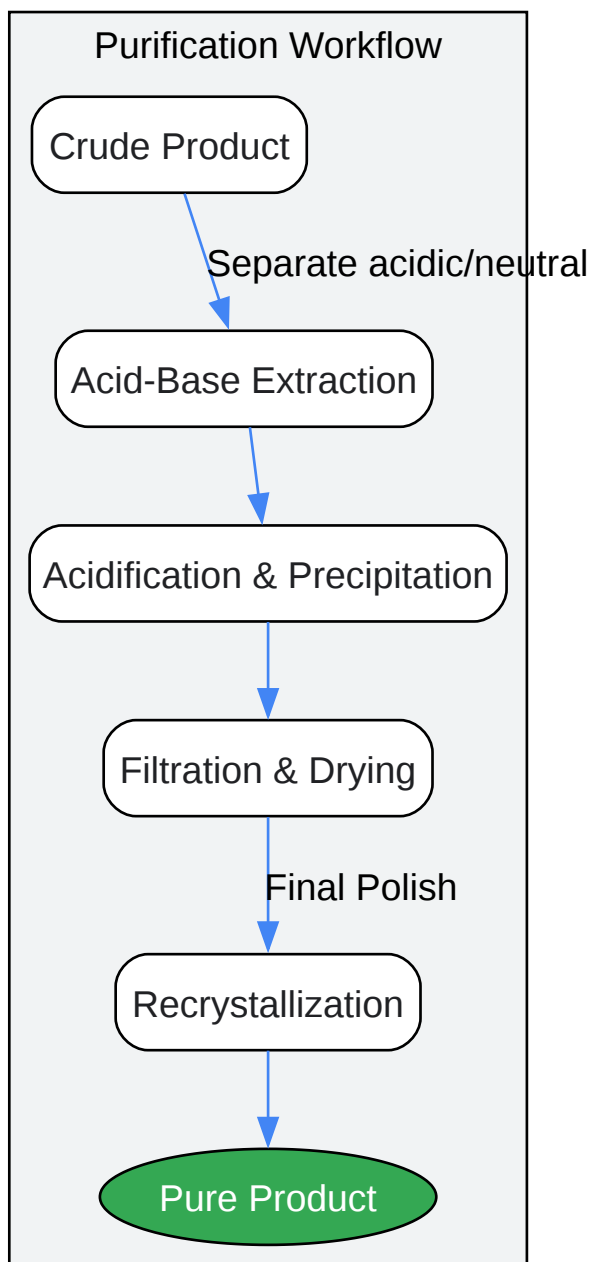 Purification Workflow
Crude Product
Separate acidic/neutral
Acid-Base Extraction
Acidification & Precipitation
Filtration & Drying
Final Polish
Recrystallization
Pure Product